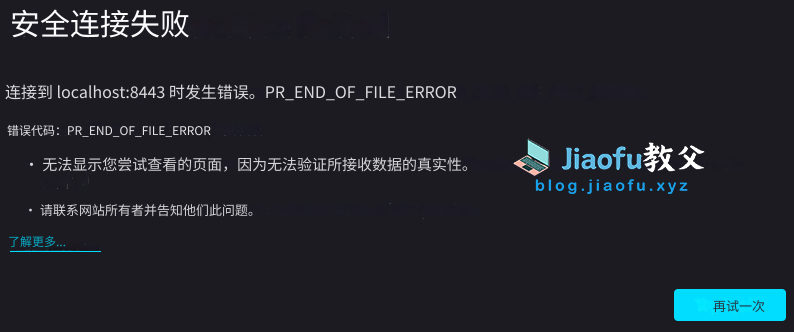 安全连接失败
连接到 localhost:8443 时发生错误。PR_END_OF_FILE_ERROR
错误代码：PR_END_OF_FILE_ERROR
• 无法显示您尝试查看的页面，因为无法验证所接收数据的真实性。
• 请联系网站所有者并告知他们此问题。
了解更多...
Jiaofu教父
blog.jiaofu.xyz
再试一次